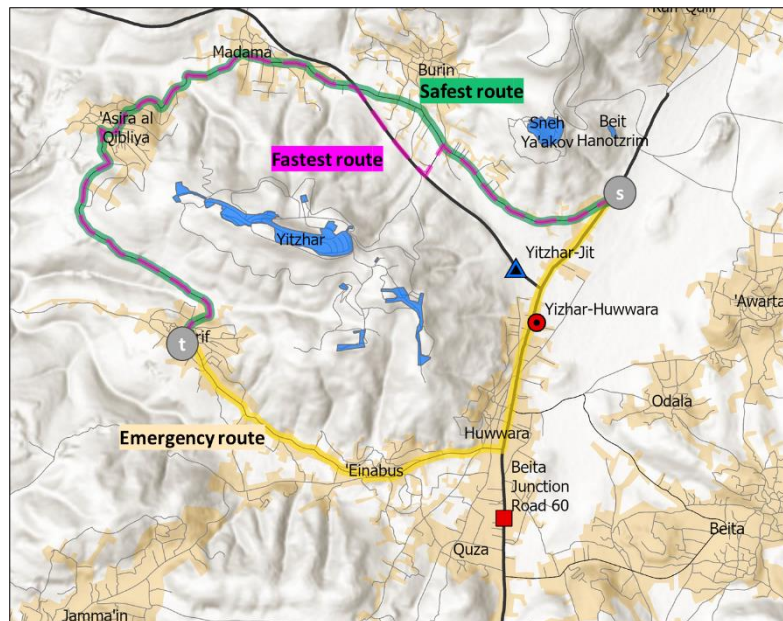 Madama
Burin
Safest route
'Asira al
Qibliya
Sneh
Ya'akov
Beit
Hanotzrim
Fastest route
s
Yitzhar
Yitzhar-Jit
'Awarta
Yizhar-Huwwara
t
rif
Odala
Emergency route
Huwwara
'Einabus
Beita
Junction
Road 60
Beita
Quza
Jamma'in